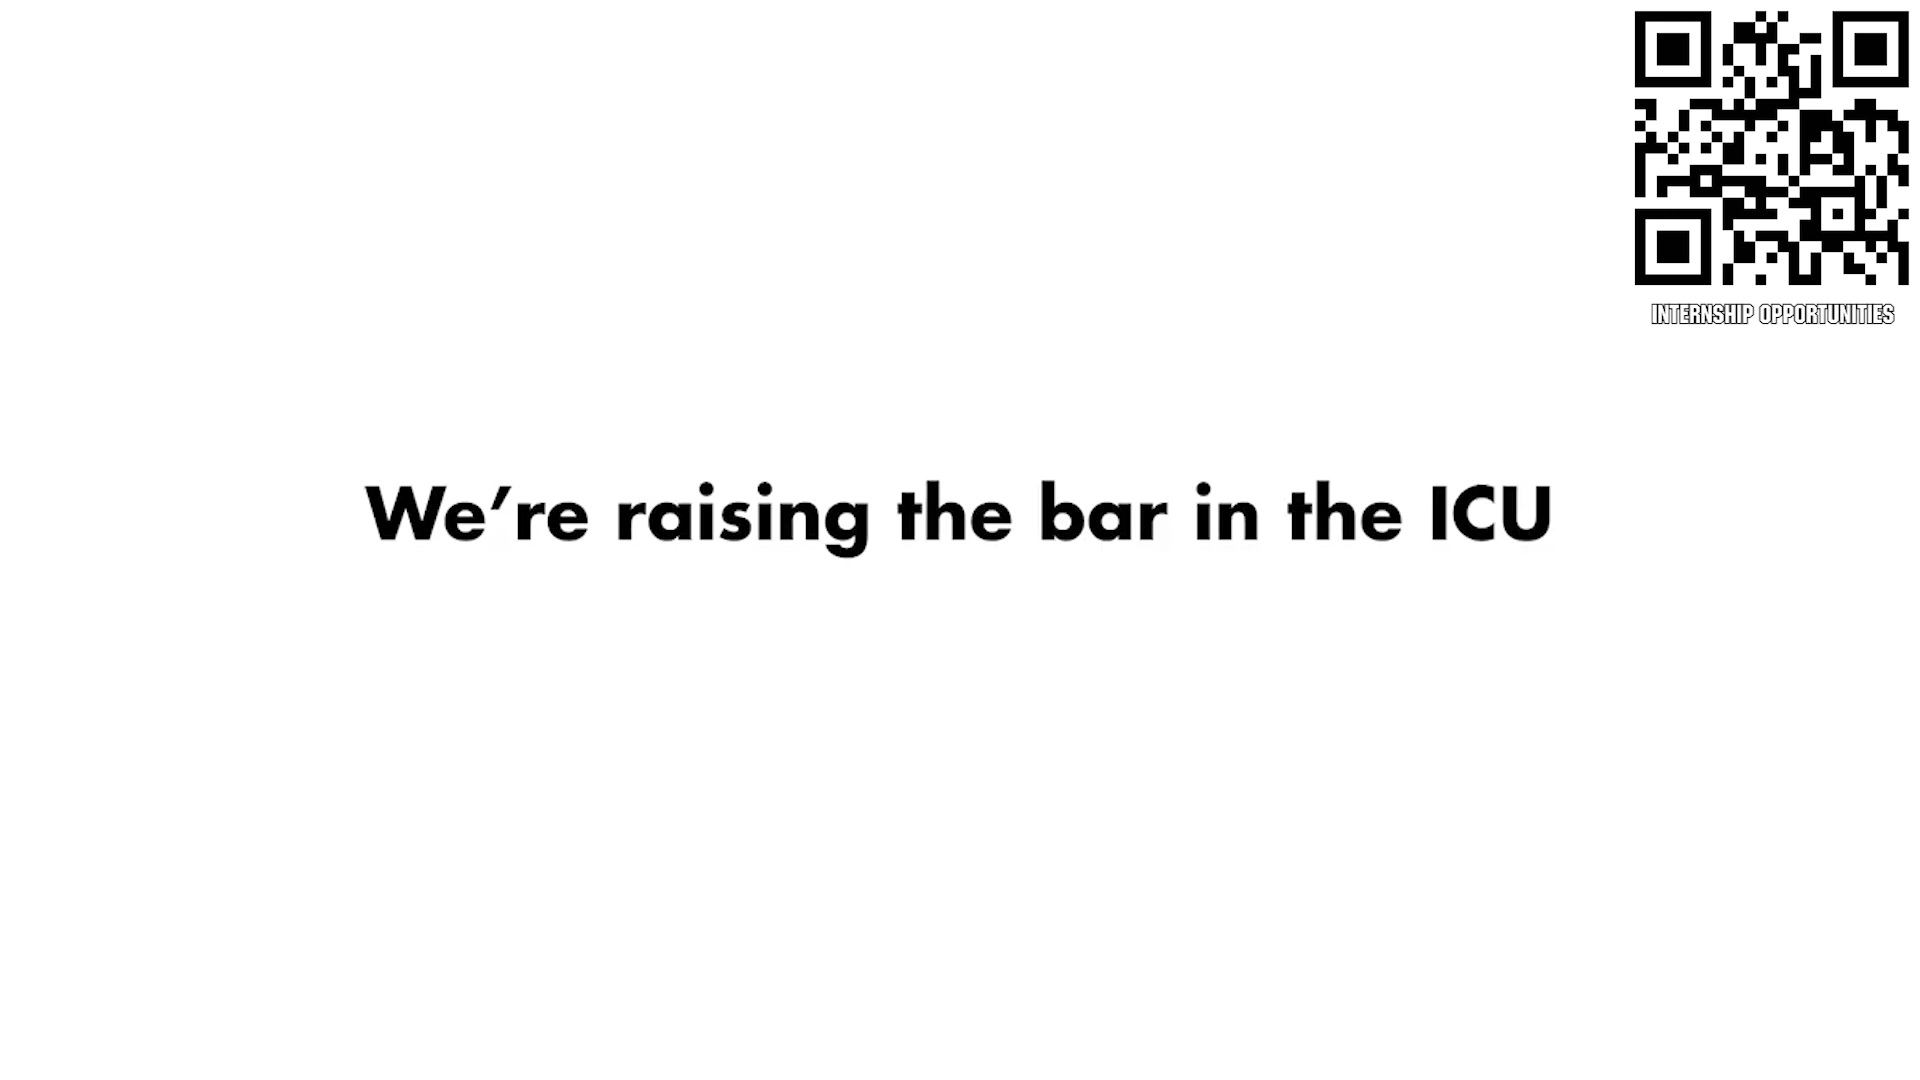 INTERNSHIP OPPORTUNITIES
We’re raising the bar in the ICU